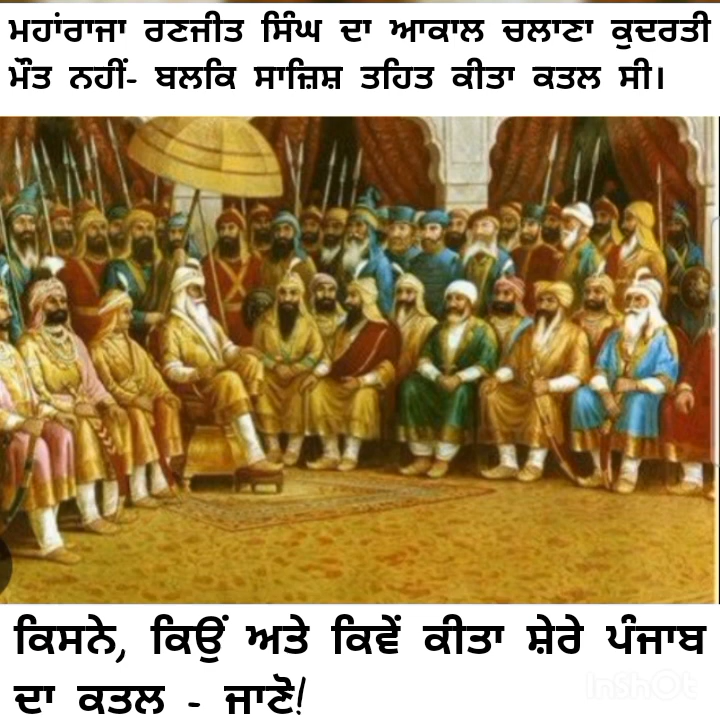 ਮਹਾਂਰਾਜਾ ਰਣਜੀਤ ਸਿੰਘ ਦਾ ਆਕਾਲ ਚਲਾਣਾ ਕੁਦਰਤੀ
ਮੌਤ ਨਹੀਂ- ਬਲਕਿ ਸਾਜ਼ਿਸ਼ ਤਹਿਤ ਕੀਤਾ ਕਤਲ ਸੀ।
ਕਿਸਨੇ, ਕਿਉਂ ਅਤੇ ਕਿਵੇਂ ਕੀਤਾ ਸ਼ੇਰੇ ਪੰਜਾਬ
ਦਾ ਕਤਲ - ਜਾਣੋ!
InShOt